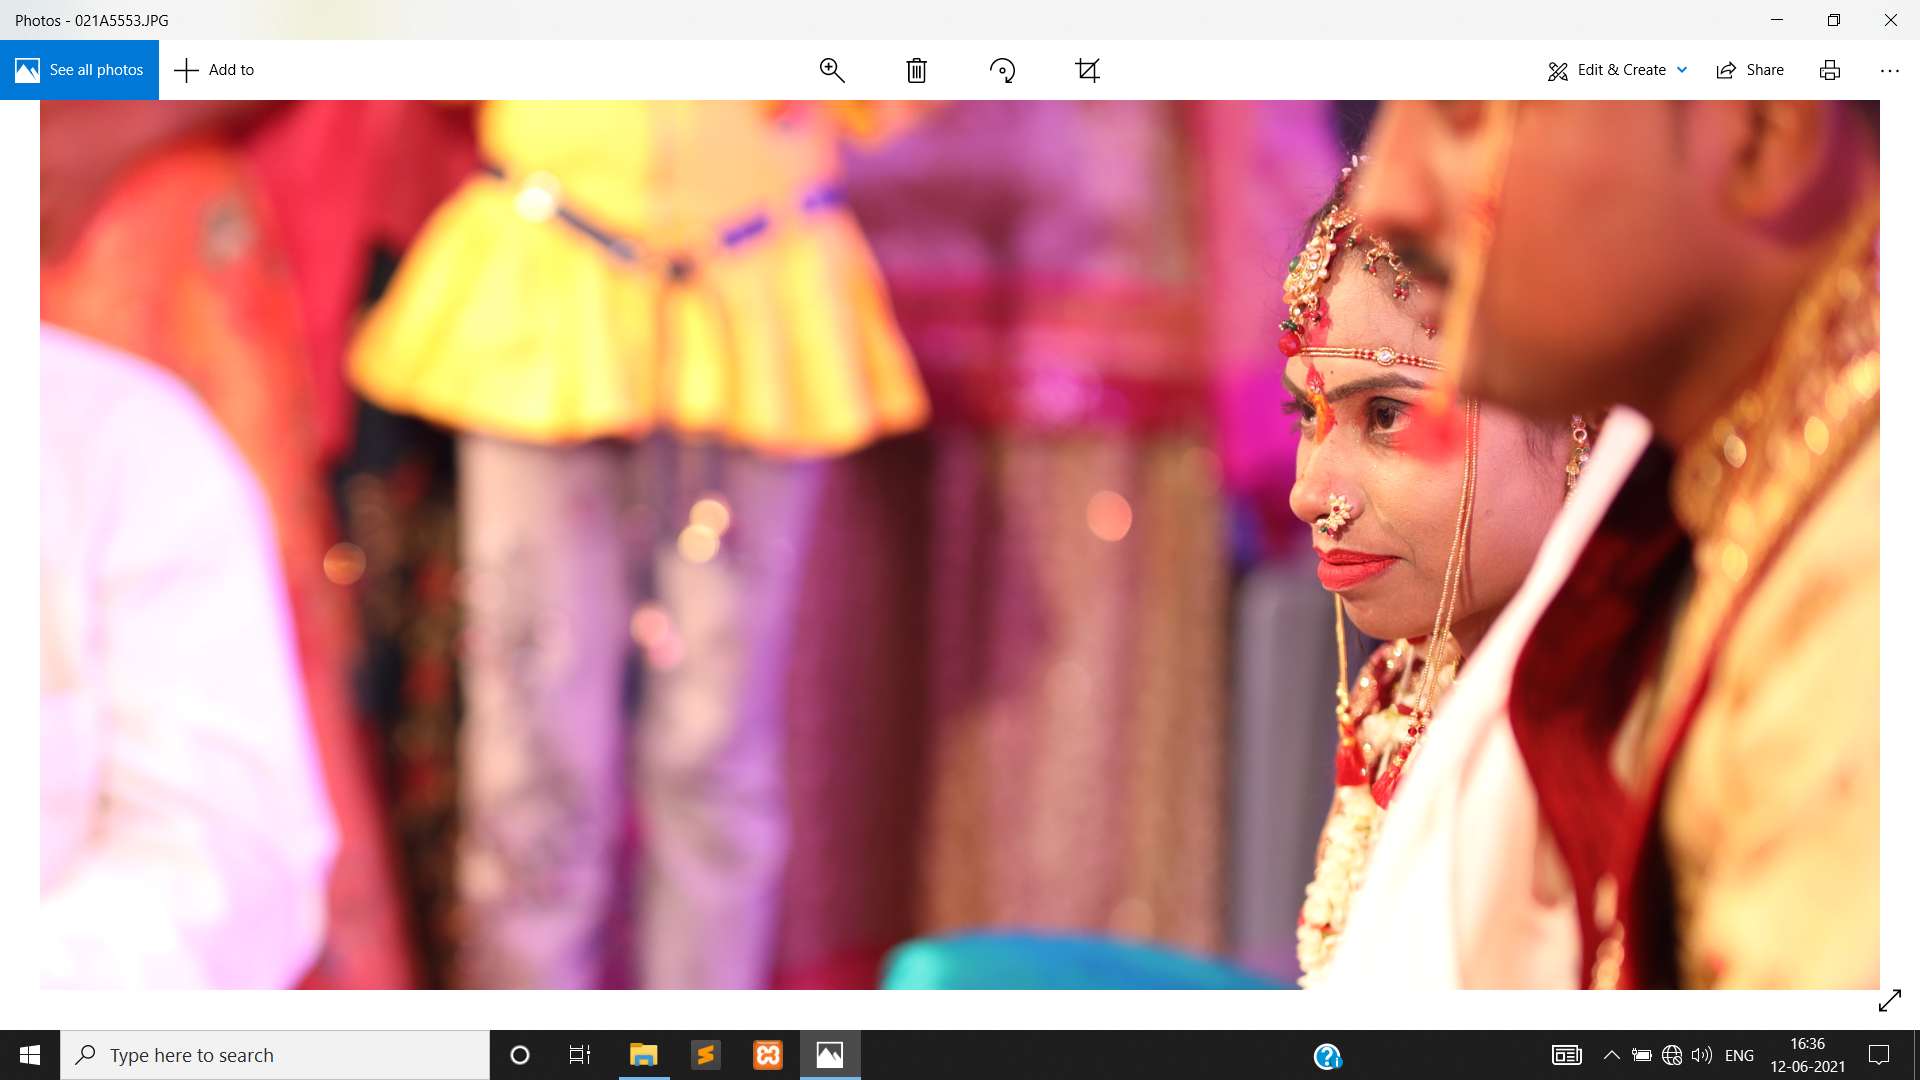 Photos - 021A5553.JPG
See all photos
Add to
Edit & Create
Share
Type here to search
ENG
16:36
12-06-2021